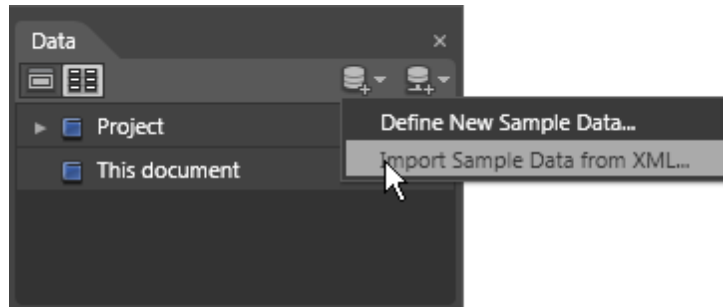 Data
Project
This document
Define New Sample Data...
Import Sample Data from XML...